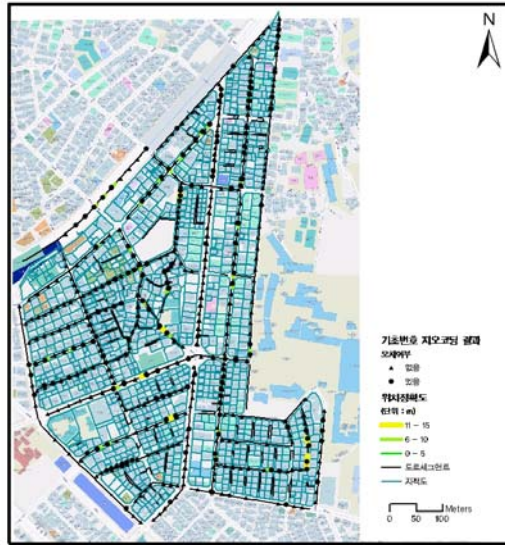 N
기초번호 지오코딩 결과
오차여부
▲ 없음
● 있음
위치정확도
(단위 : m)
11 - 15
6 - 10
0 - 5
도로세그먼트
지적도
Meters
0 50 100